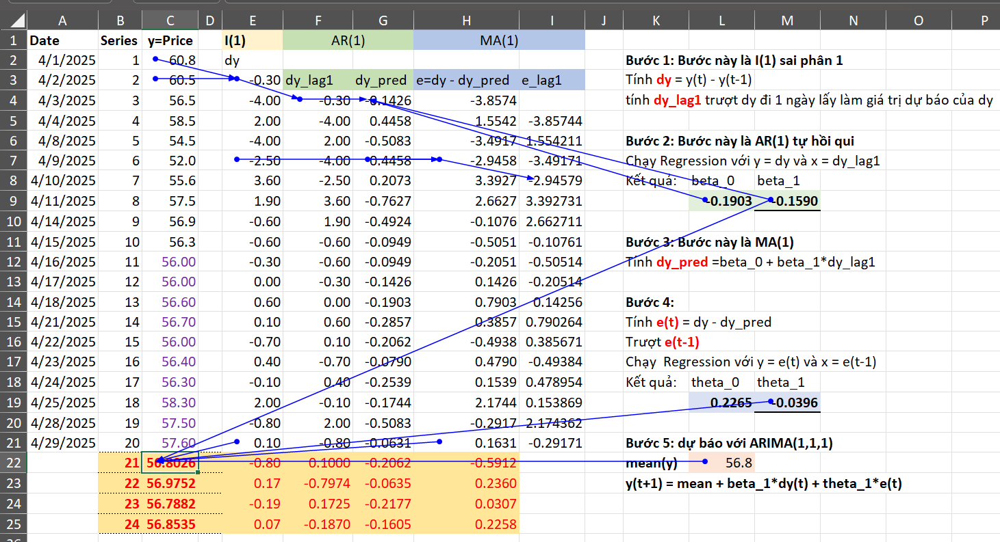 A B C D E F G H I J K L M N O P
1 Date Series y=Price I(1) AR(1) MA(1)
2 4/1/2025 1 60.8 dy Bước 1: Bước này là I(1) sai phân 1
3 4/2/2025 2 60.5 -0.30 dy_lag1 dy_pred e=dy - dy_pred e_lag1 Tính dy = y(t) - y(t-1)
4 4/3/2025 3 56.5 -4.00 -0.30 -0.1426 -3.8574 tính dy_lag1 trượt dy đi 1 ngày lấy làm giá trị dự báo của dy
5 4/4/2025 4 58.5 2.00 -4.00 0.4458 1.5542 -3.85744
6 4/8/2025 5 54.5 -4.00 2.00 -0.5083 -3.4917 1.554211 Bước 2: Bước này là AR(1) tự hồi qui
7 4/9/2025 6 52.0 -2.50 -4.00 0.4458 -2.9458 -3.49171 Chạy Regression với y = dy và x = dy_lag1
8 4/10/2025 7 55.6 3.60 -2.50 0.2073 3.3927 -2.94579 Kết quả: beta_0 beta_1
9 4/11/2025 8 57.5 1.90 3.60 -0.7627 2.6627 3.392731 -0.1903 -0.1590
10 4/14/2025 9 56.9 -0.60 1.90 -0.4924 -0.1076 2.662711
11 4/15/2025 10 56.3 -0.60 -0.60 -0.0949 -0.5051 -0.10761 Bước 3: Bước này là MA(1)
12 4/16/2025 11 56.00 -0.30 -0.60 -0.0949 -0.2051 -0.50514 Tính dy_pred =beta_0 + beta_1*dy_lag1
13 4/17/2025 12 56.00 0.00 -0.30 -0.1426 0.1426 -0.20514
14 4/18/2025 13 56.60 0.60 0.00 -0.1903 0.7903 0.14256 Bước 4:
15 4/21/2025 14 56.70 0.10 0.60 -0.2857 0.3857 0.790264 Tính e(t) = dy - dy_pred
16 4/22/2025 15 56.00 -0.70 0.10 -0.2062 -0.4938 0.385671 Trượt e(t-1)
17 4/23/2025 16 56.40 0.40 -0.70 -0.0790 0.4790 -0.49384 Chạy Regression với y = e(t) và x = e(t-1)
18 4/24/2025 17 56.30 -0.10 0.40 -0.2539 0.1539 0.478954 Kết quả: theta_0 theta_1
19 4/25/2025 18 58.30 2.00 -0.10 -0.1744 2.1744 0.153869 0.2265 -0.0396
20 4/28/2025 19 57.50 -0.80 2.00 -0.5083 -0.2917 2.174362
21 4/29/2025 20 57.60 0.10 -0.80 -0.0631 0.1631 -0.29171 Bước 5: dự báo với ARIMA(1,1,1)
22 21 56.8026 -0.80 0.1000 -0.2062 -0.5912 mean(y) 56.8
23 22 56.9752 0.17 -0.7974 -0.0635 0.2360 y(t+1) = mean + beta_1*dy(t) + theta_1*e(t)
24 23 56.7882 -0.19 0.1725 -0.2177 0.0307
25 24 56.8535 0.07 -0.1870 -0.1605 0.2258